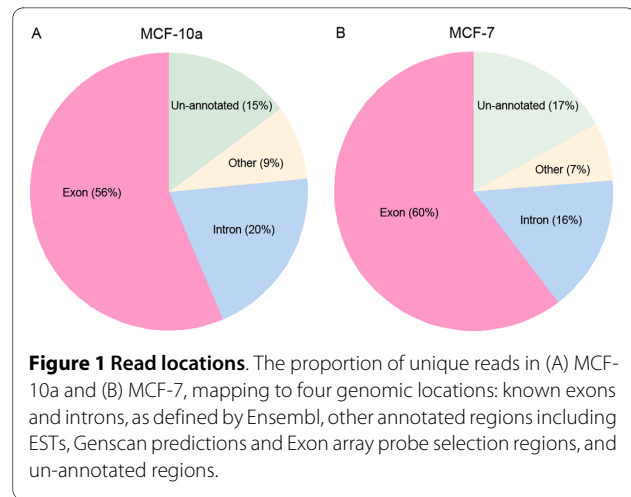 A
MCF-10a
Un-annotated (15%)
Other (9%)
Exon (56%)
Intron (20%)
B
MCF-7
Un-annotated (17%)
Other (7%)
Exon (60%)
Intron (16%)
Figure 1 Read locations. The proportion of unique reads in (A) MCF-
10a and (B) MCF-7, mapping to four genomic locations: known exons
and introns, as defined by Ensembl, other annotated regions including
ESTs, Genscan predictions and Exon array probe selection regions, and
un-annotated regions.